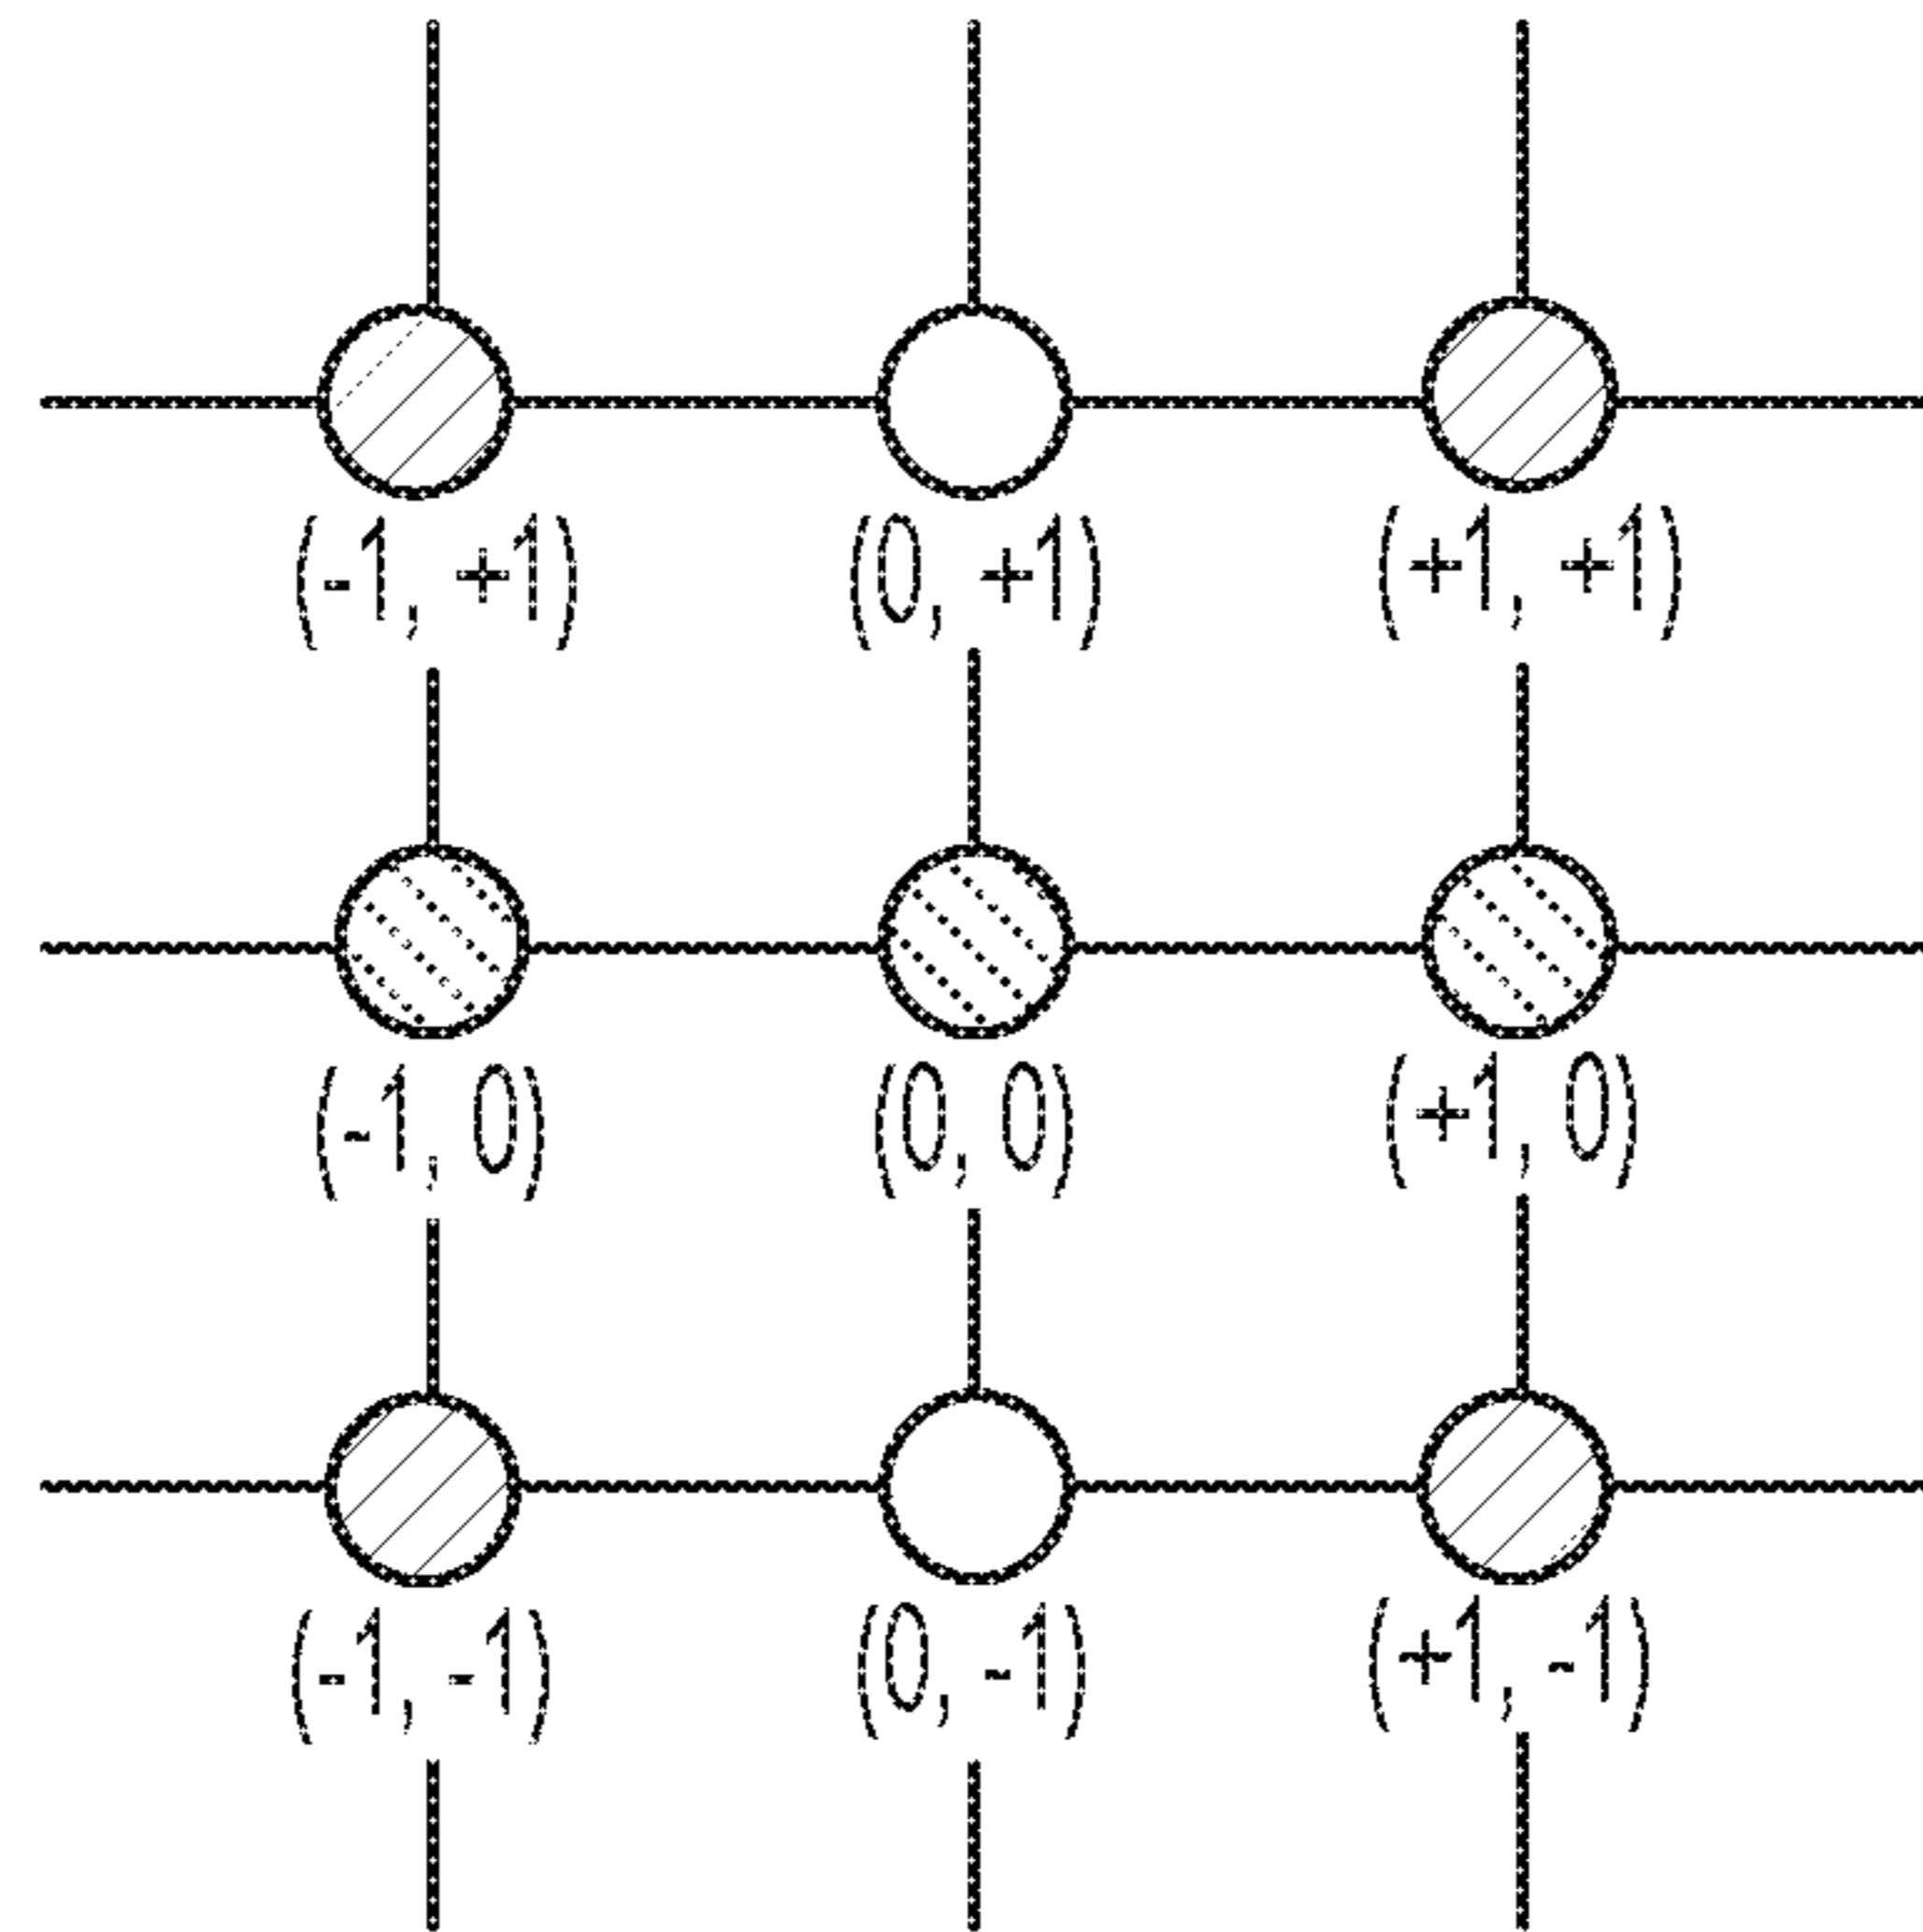 (-1, +1) (0, +1) (+1, +1)
(-1, 0) (0, 0) (+1, 0)
(-1, -1) (0, -1) (+1, -1)